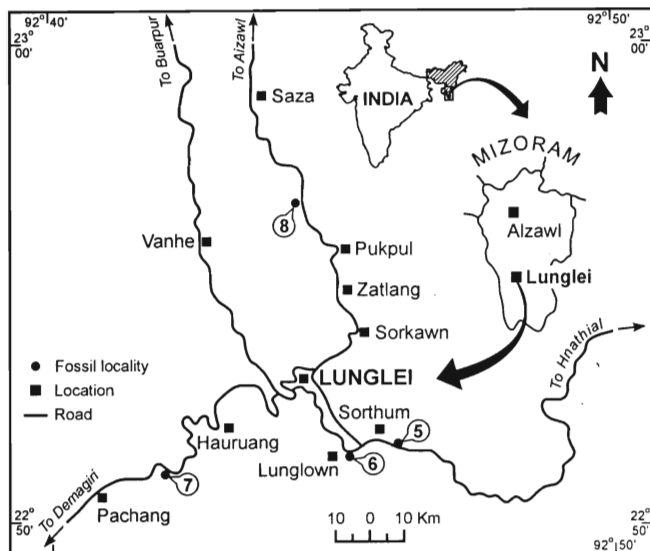 92° 40'
92° 50'
23°
00'
23°
00'
To Buarpur
To Aizawl
Saza
INDIA
N
MIZORAM
Alzawl
Lunglei
8
Vanhe
Pukpul
Zatlang
Sorkawn
To Hnathial
Fossil locality
Location
Road
LUNGLEI
Sorthum
5
Hauruang
Lunglown
6
7
To Demagiri
Pachang
10 0 10 Km
22°
50'
22°
50'
92° 40'
92° 50'